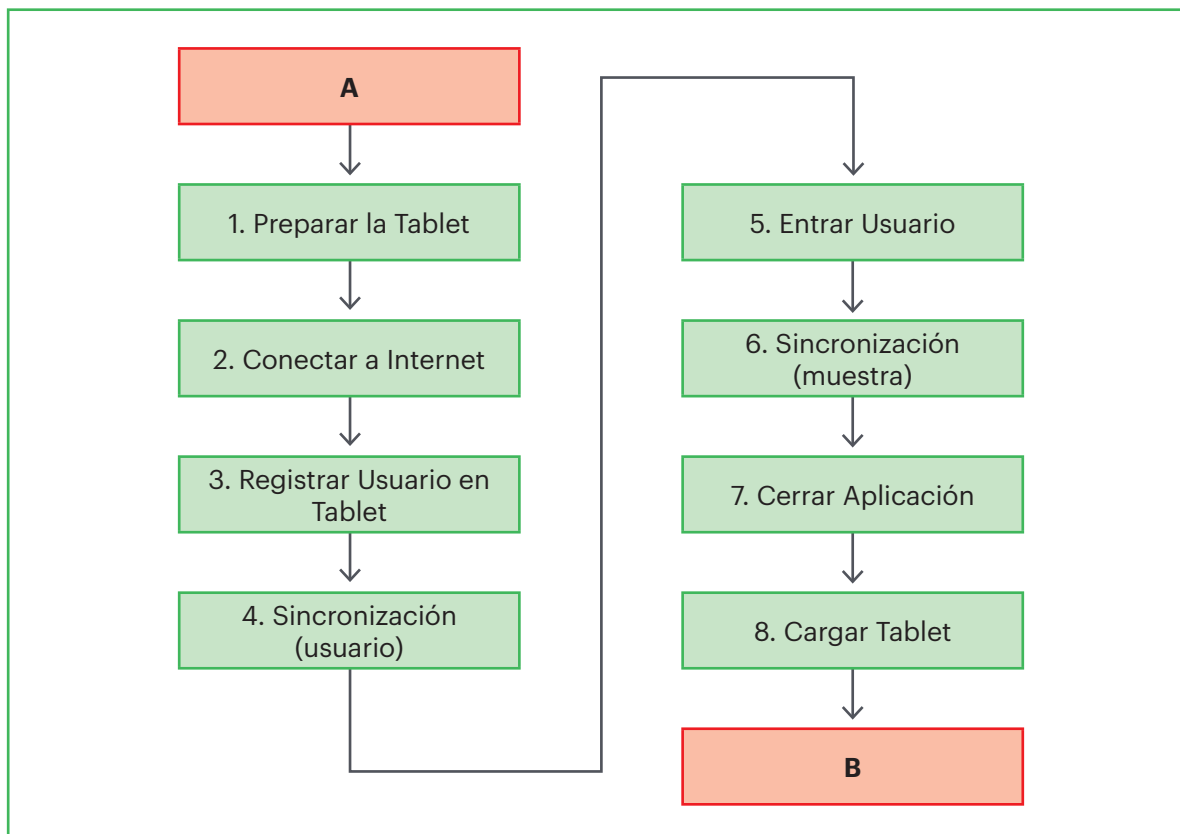 A
1. Preparar la Tablet
2. Conectar a Internet
3. Registrar Usuario en
Tablet
4. Sincronización
(usuario)
5. Entrar Usuario
6. Sincronización
(muestra)
7. Cerrar Aplicación
8. Cargar Tablet
B